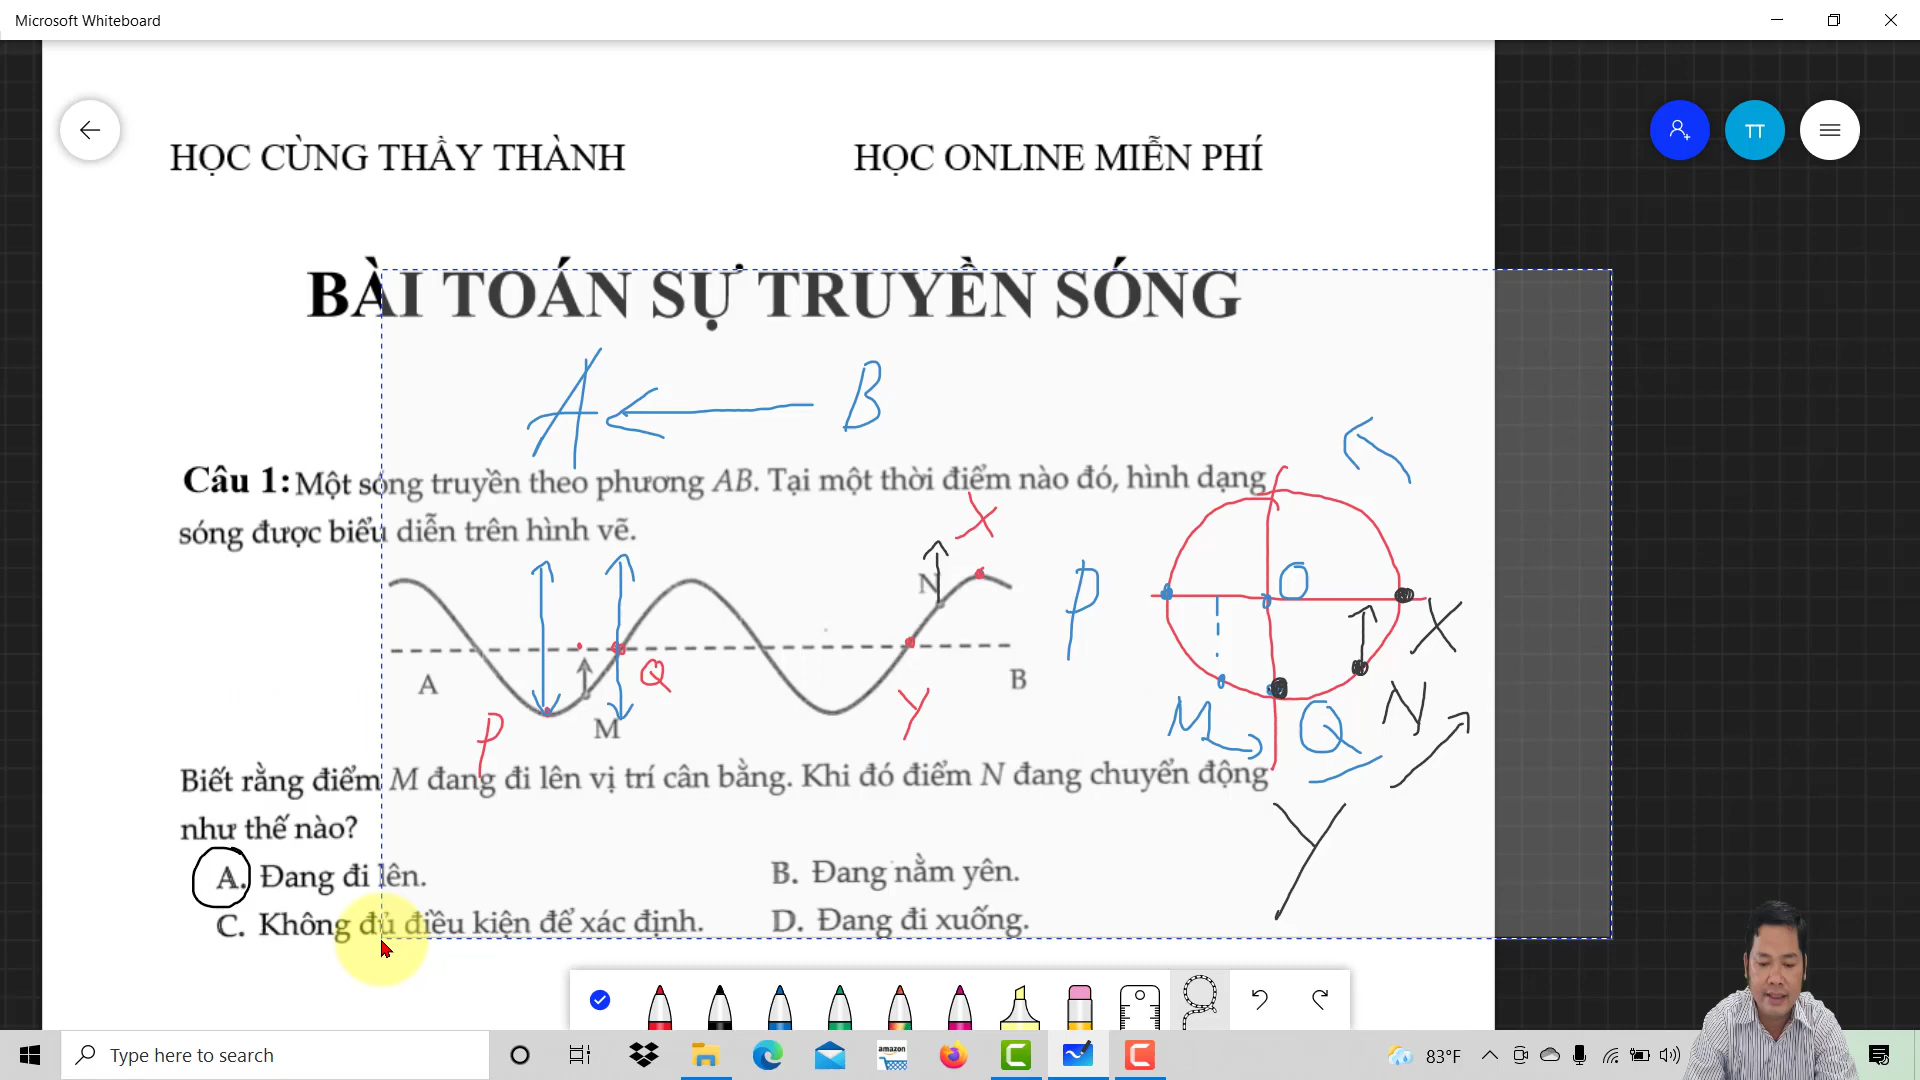 Microsoft Whiteboard
HỌC CÙNG THẦY THÀNH
HỌC ONLINE MIỄN PHÍ
TT
BÀI TOÁN SỰ TRUYỀN SÓNG
A B
Câu 1: Một sóng truyền theo phương AB. Tại một thời điểm nào đó, hình dạng
sóng được biểu diễn trên hình vẽ.
X
N
P O X
A Q B
P M Y M Q N
Biết rằng điểm M đang đi lên vị trí cân bằng. Khi đó điểm N đang chuyển động
như thế nào?
Y
A. Đang đi lên. B. Đang nằm yên.
C. Không đủ điều kiện để xác định. D. Đang đi xuống.
Type here to search
amazon
83°F